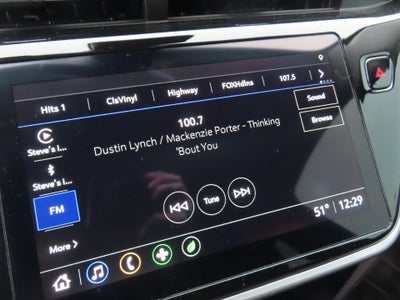 Hits 1 ClsVinyl Highway FOXHdlns 107.5
100.7
Dustin Lynch / Mackenzie Porter - Thinking
'Bout You
Sound
Browse
Steve's i...
Steve's i...
FM
Tune
More
51° 12:29